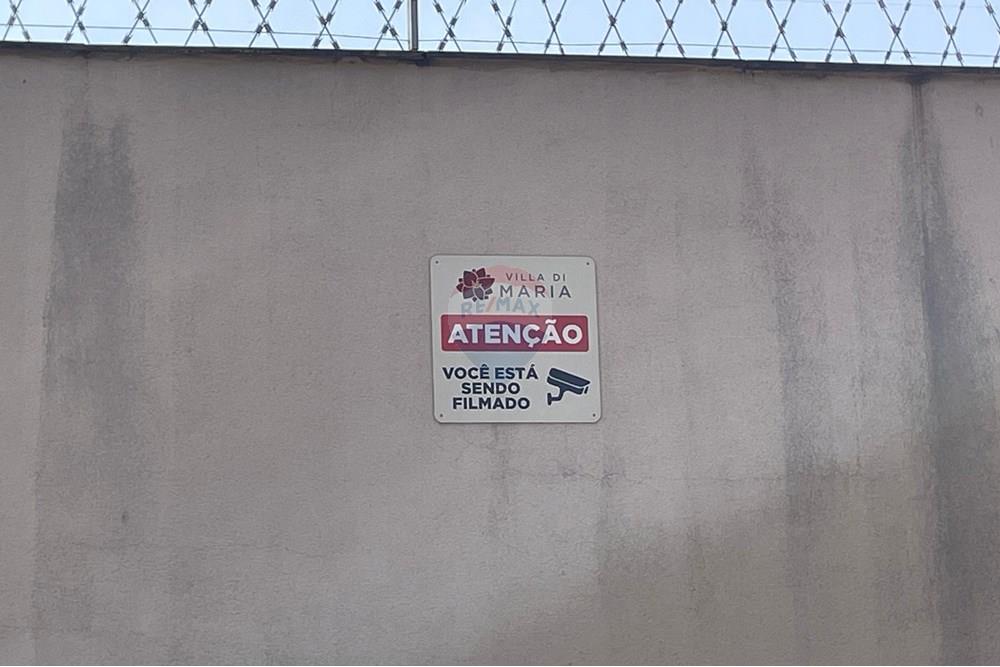 VILLA DI
MARIA
RE/MAX
ATENÇÃO
VOCÊ ESTÁ
SENDO
FILMADO